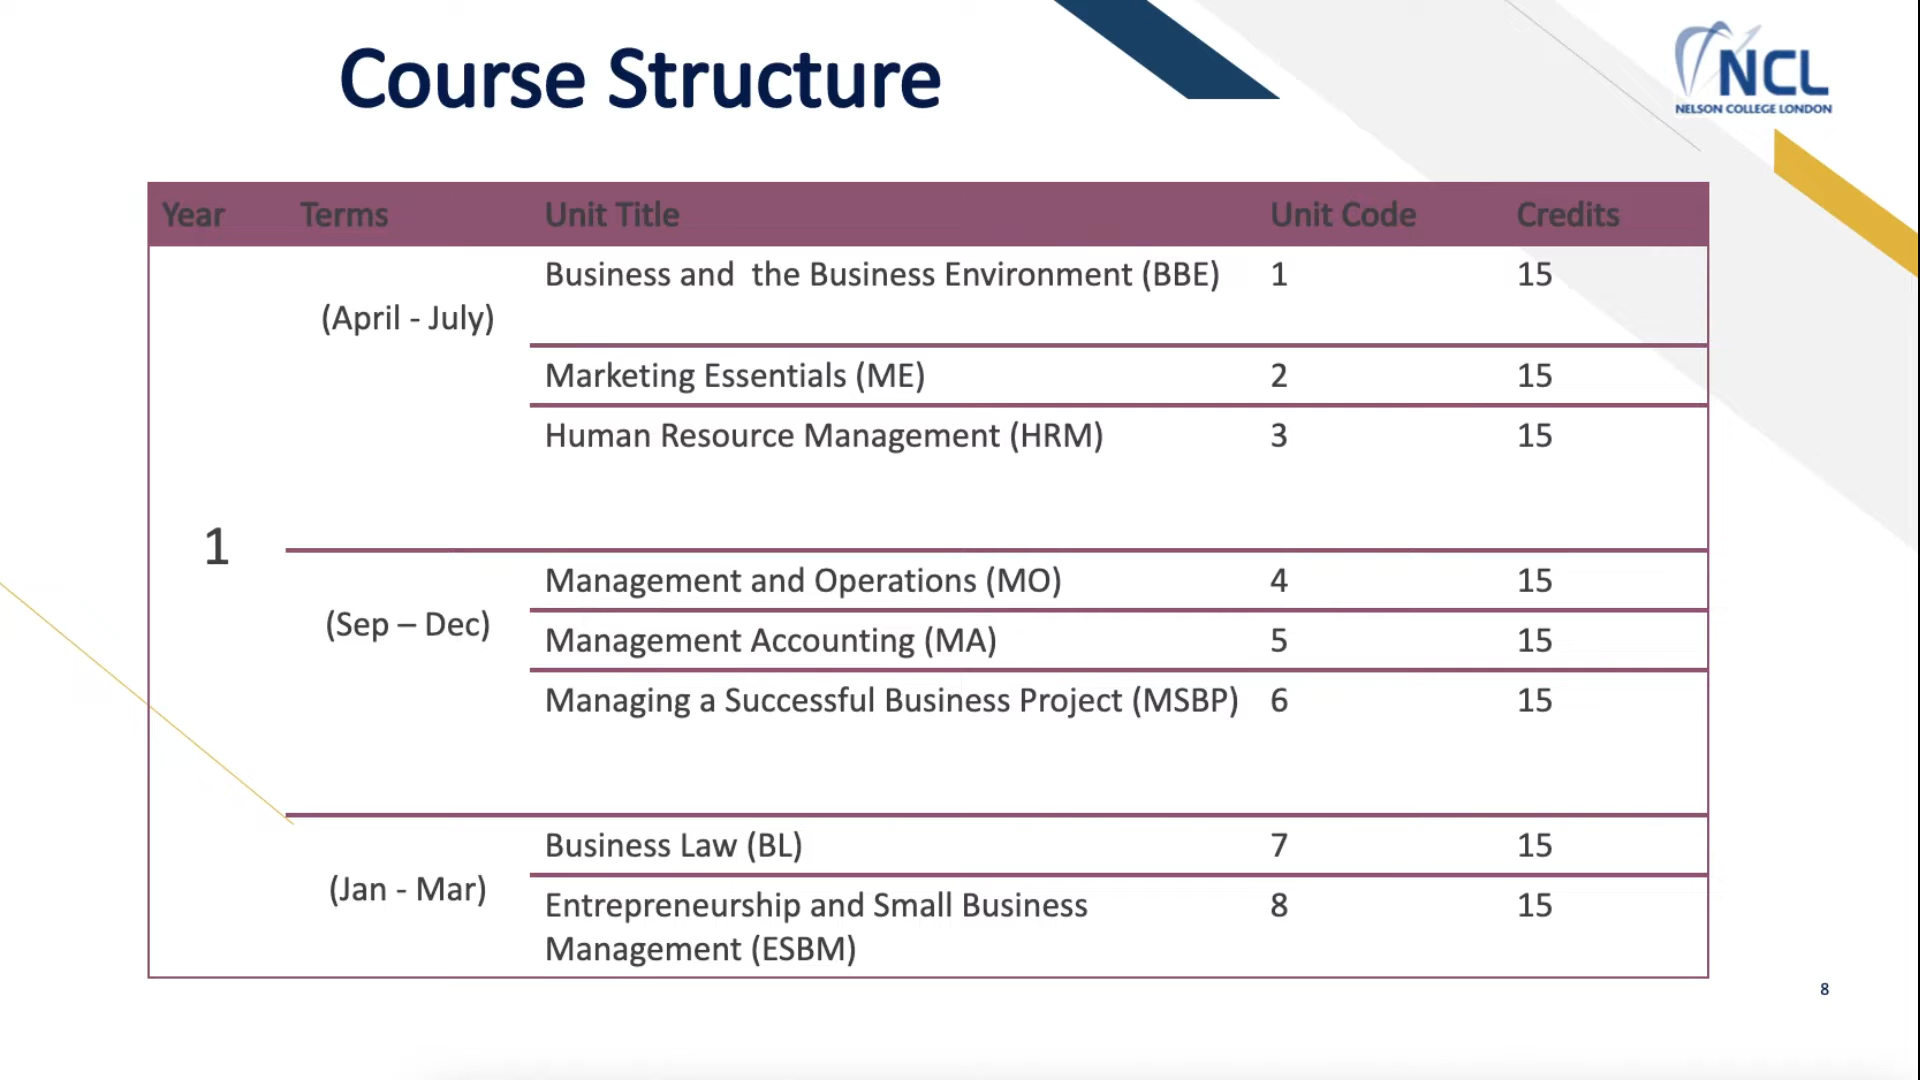 Course Structure
NCL
NELSON COLLEGE LONDON
Year Terms Unit Title Unit Code Credits
1
(April - July)
Business and the Business Environment (BBE) 1 15
Marketing Essentials (ME) 2 15
Human Resource Management (HRM) 3 15
(Sep – Dec)
Management and Operations (MO) 4 15
Management Accounting (MA) 5 15
Managing a Successful Business Project (MSBP) 6 15
(Jan - Mar)
Business Law (BL) 7 15
Entrepreneurship and Small Business 8 15
Management (ESBM)
8